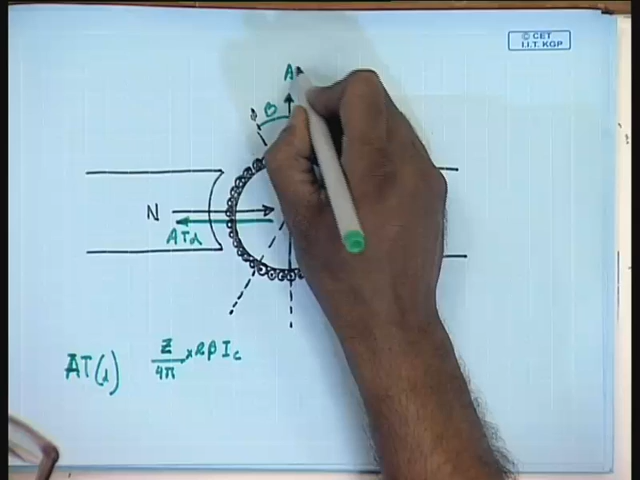 © CET
I.I.T. KGP
A
β
N
ATd
AT(d) Z/4π × 2β Ic